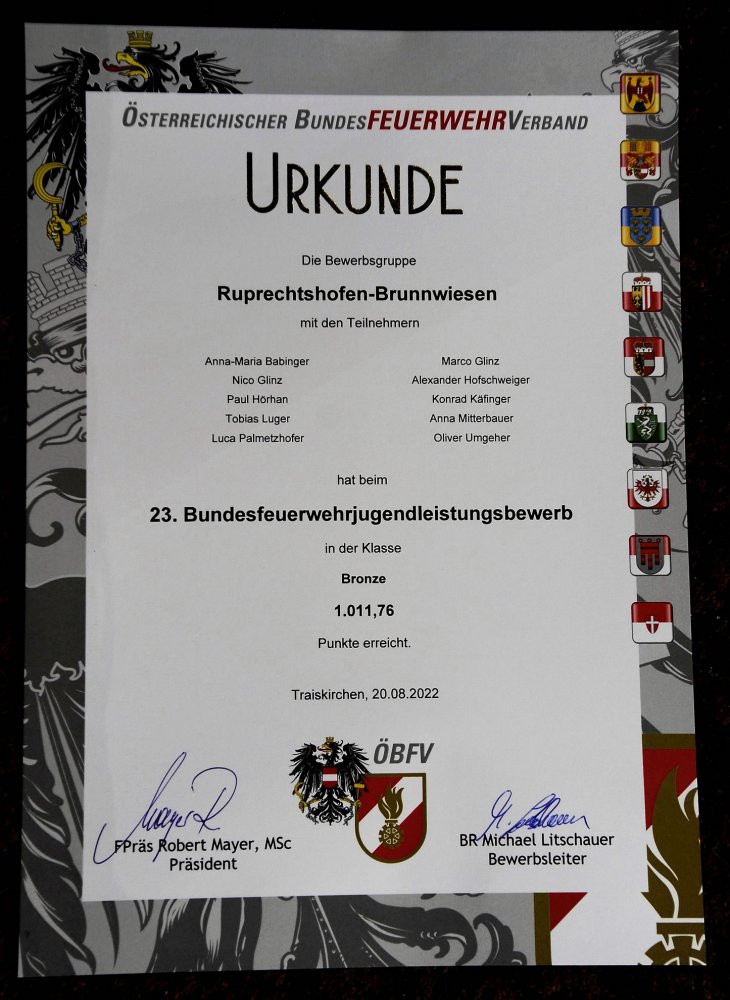 ÖSTERREICHISCHER BUNDESFEUERWEHRVERBAND
URKUNDE
Die Bewerbsgruppe
Ruprechtshofen-Brunnwiesen
mit den Teilnehmern
Anna-Maria Babinger Marco Glinz
Nico Glinz Alexander Hofschweiger
Paul Hörhan Konrad Käfinger
Tobias Luger Anna Mitterbauer
Luca Palmetzhofer Oliver Umgeher
hat beim
23. Bundesfeuerwehrjugendleistungsbewerb
in der Klasse
Bronze
1.011,76
Punkte erreicht.
Traiskirchen, 20.08.2022
ÖBFV
FPräs Robert Mayer, MSc BR Michael Litschauer
Präsident Bewerbsleiter